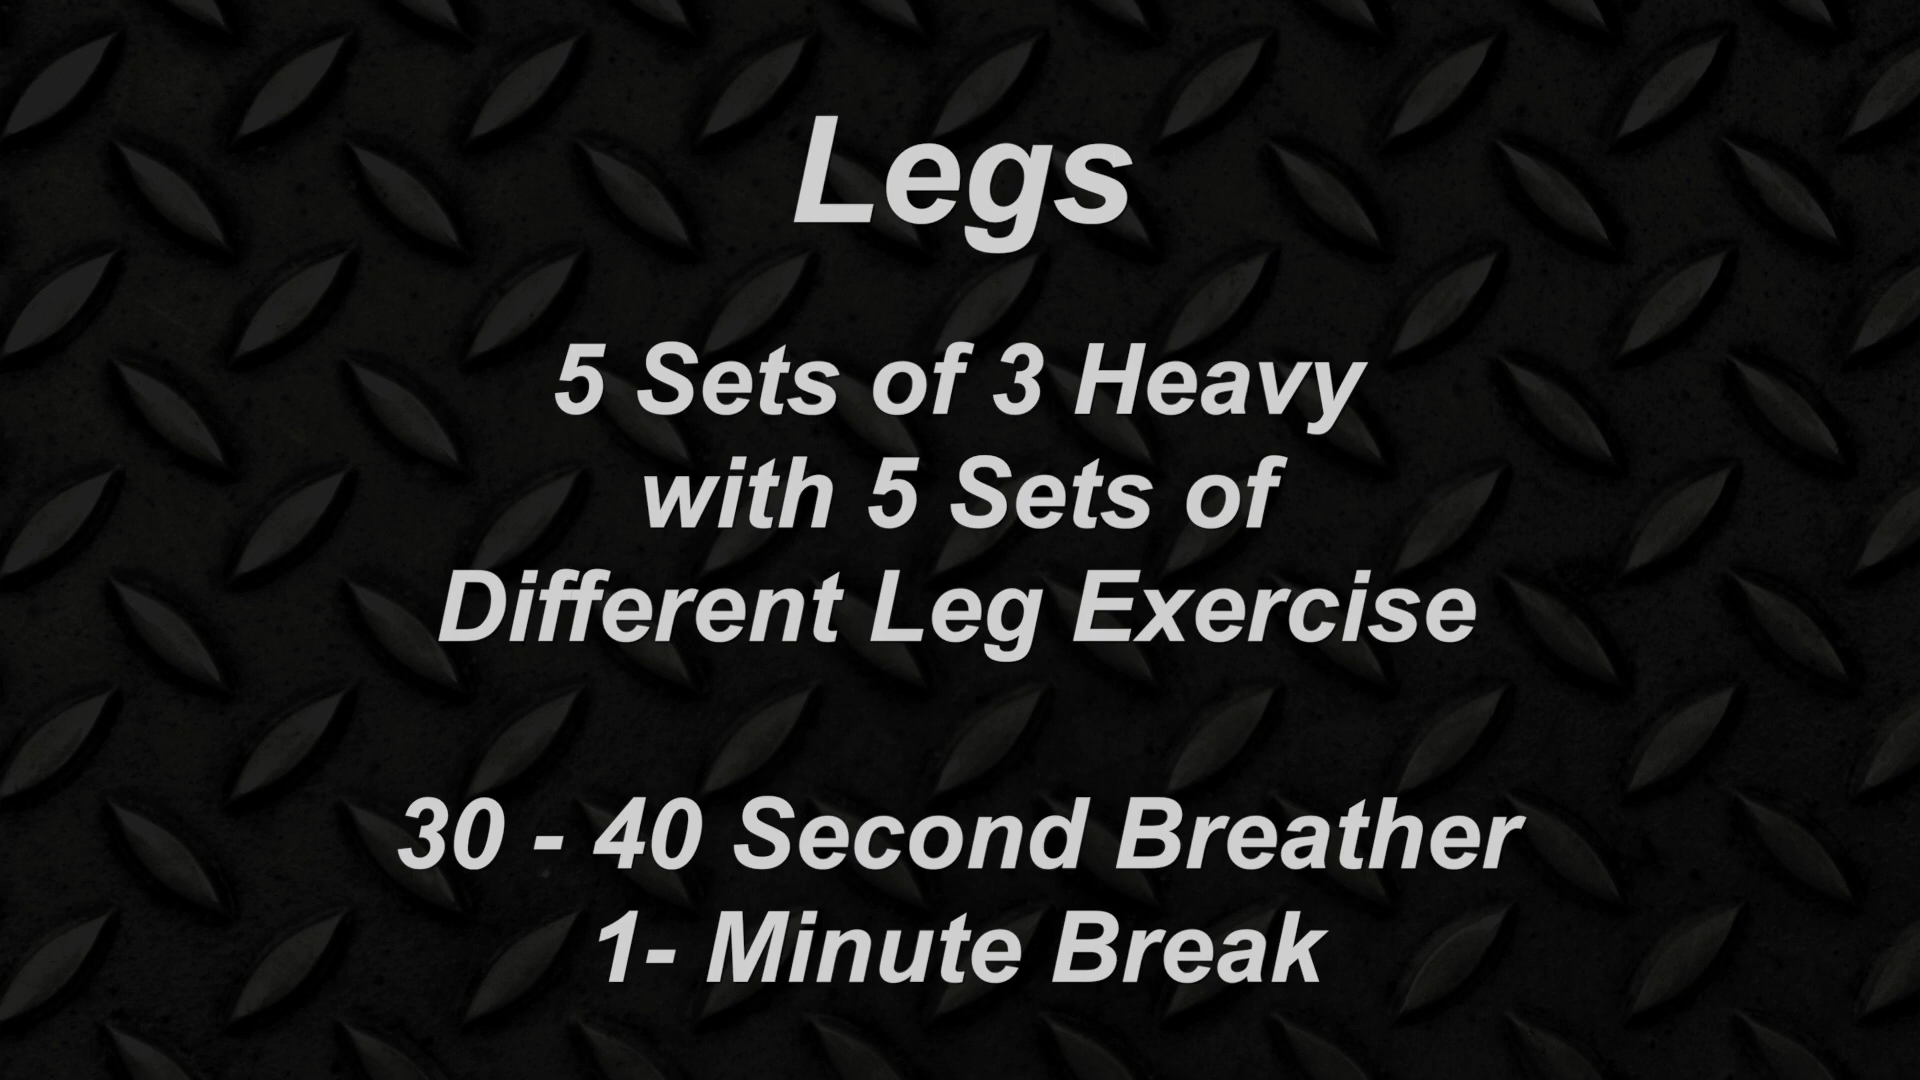 Legs
5 Sets of 3 Heavy
with 5 Sets of
Different Leg Exercise
30 - 40 Second Breather
1- Minute Break